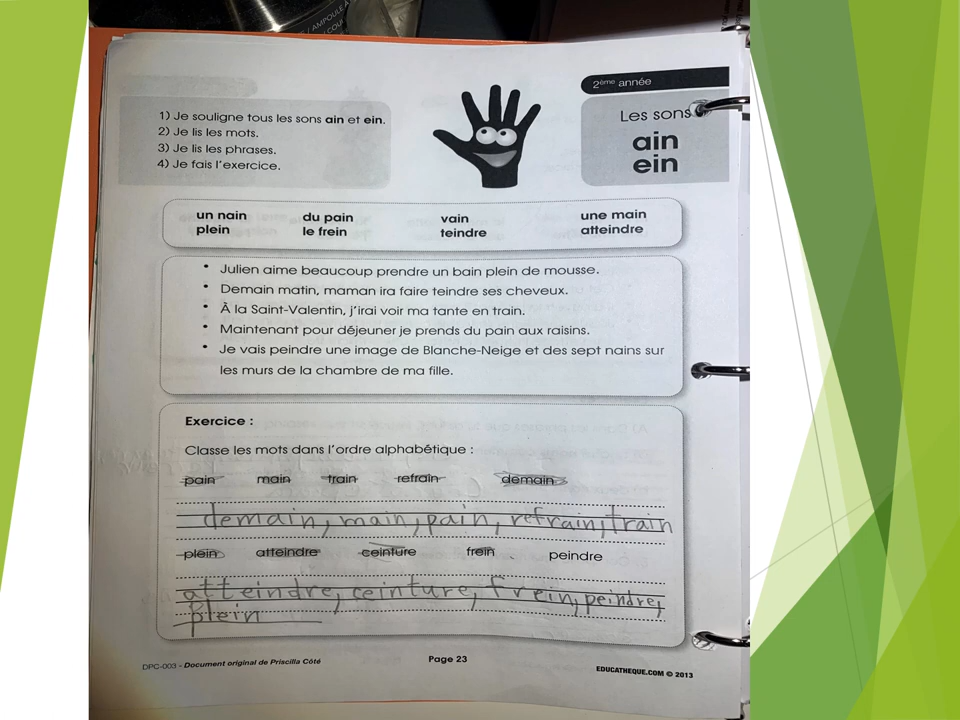 / AMPOULE A
2ème année
1) Je souligne tous les sons ain et ein.
2) Je lis les mots.
3) Je lis les phrases.
4) Je fais l'exercice.
Les sons
ain
ein
un nain du pain vain une main
plein le frein teindre atteindre
• Julien aime beaucoup prendre un bain plein de mousse.
• Demain matin, maman ira faire teindre ses cheveux.
• À la Saint-Valentin, j'irai voir ma tante en train.
• Maintenant pour déjeuner je prends du pain aux raisins.
• Je vais peindre une image de Blanche-Neige et des sept nains sur
les murs de la chambre de ma fille.
Exercice :
Classe les mots dans l'ordre alphabétique :
pain main train refrain demain
demain, main, pain, refrain, train
plein atteindre ceinture frein peindre
atteindre, ceinture, frein, peindre,
plein
DPC-003 - Document original de Priscilla Côté
Page 23
EDUCATHEQUE.COM © 2013